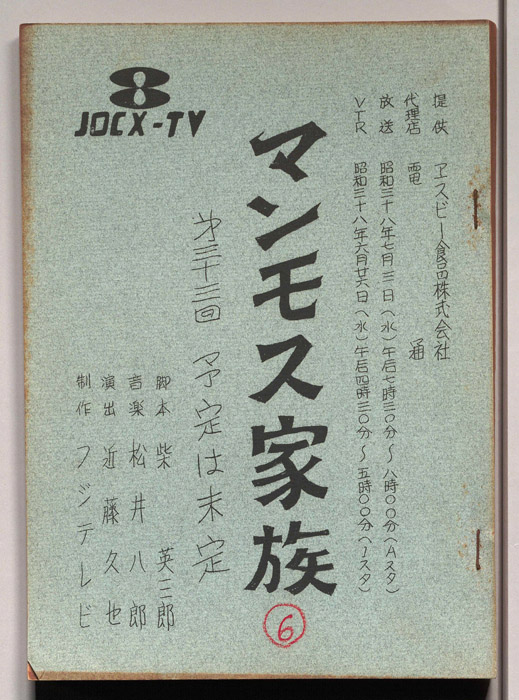 8
JOCX-TV
提供 ヱスビー食品株式会社
代理店 電通
放送 昭和三十八年七月三日(水)午后七時三〇分～八時〇〇分(Aスタ)
VTR 昭和三十八年六月廿六日(水)午后四時三〇分～五時〇〇分(1スタ)
マンモス家族
⑥
第三十三回 予定は未定
脚本 柴 英三郎
音楽 松井八郎
演出 近藤久也
制作 フジテレビ